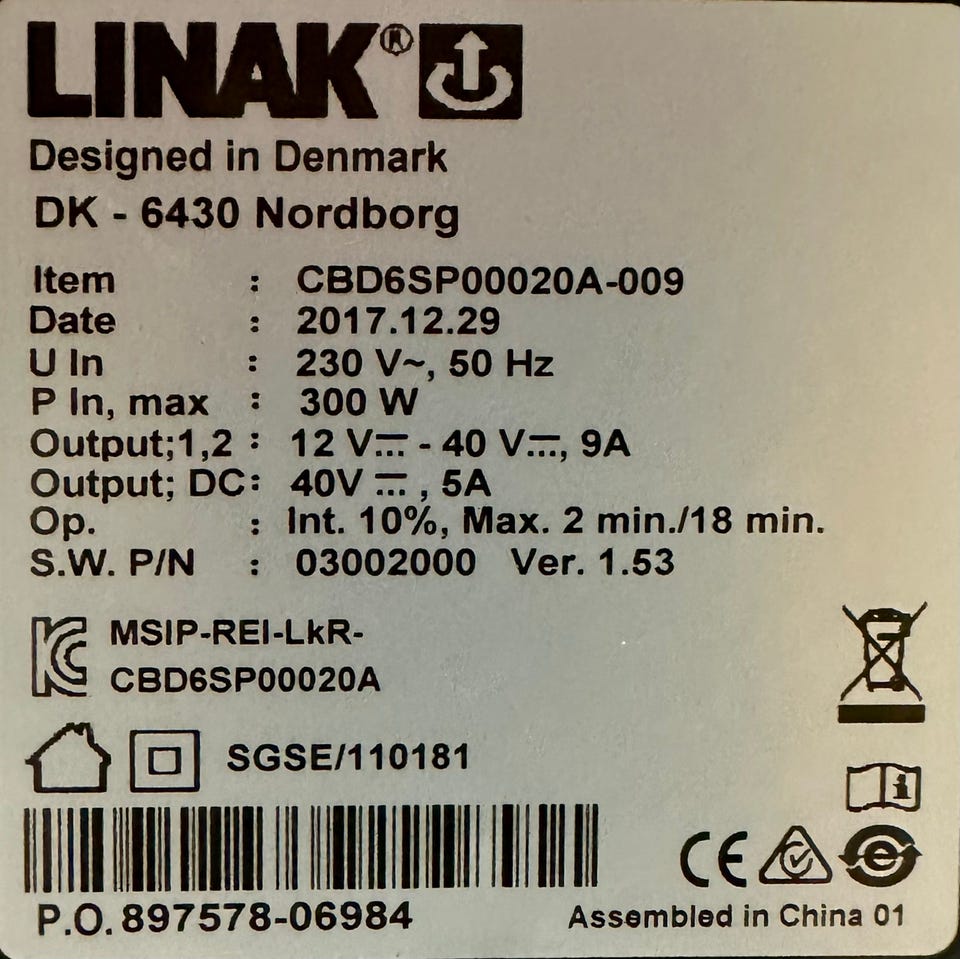 LINAK®
Designed in Denmark
DK - 6430 Nordborg
Item : CBD6SP00020A-009
Date : 2017.12.29
U In : 230 V~, 50 Hz
P In, max : 300 W
Output;1,2 : 12 V⎓ - 40 V⎓, 9A
Output; DC: 40V ⎓ , 5A
Op. : Int. 10%, Max. 2 min./18 min.
S.W. P/N : 03002000 Ver. 1.53
MSIP-REI-LkR-
CBD6SP00020A
SGSE/110181
CE
P.O. 897578-06984
Assembled in China 01